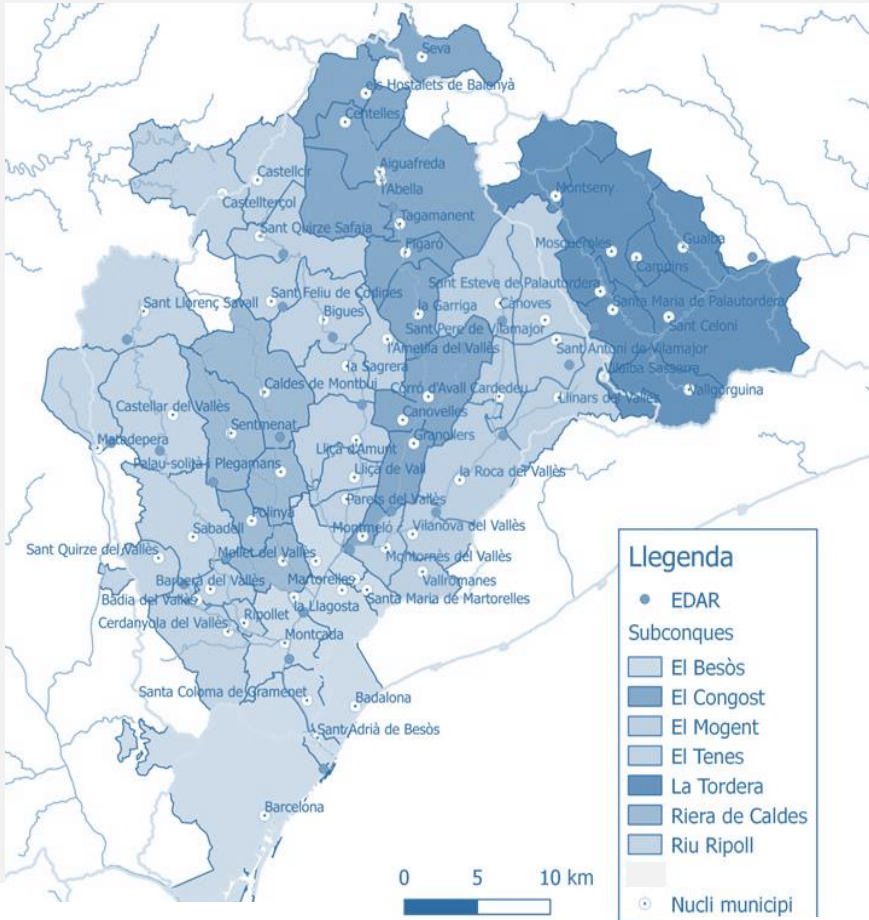 Seva
els Hostalets de Balenyà
Centelles
Aiguafreda
l'Abella
Castellcir
Castellterçol
Montseny
Tagamanent
Sant Quirze Safaja
Figaró
Mosqueroles
Gualba
Campins
Sant Esteve de Palautordera
Sant Llorenç Savall
Sant Feliu de Codines
Cànoves
la Garriga
Santa Maria de Palautordera
Bigues
Sant Celoni
Sant Pere de Vilamajor
l'Ametlla del Vallès
Sant Antoni de Vilamajor
la Sagrera
Vilalba Sasserra
Caldes de Montbui
Corró d'Avall
Cardedeu
Vallgorguina
Llinars del Vallès
Castellar del Vallès
Canovelles
Sentmenat
Matadepera
Granollers
Lliçà d'Amunt
Palau-solità i Plegamans
Lliçà de Vall
la Roca del Vallès
Parets del Vallès
Polinyà
Sabadell
Montmeló
Vilanova del Vallès
Sant Quirze del Vallès
Mollet del Vallès
Montornès del Vallès
Barberà del Vallès
Martorelles
Vallromanes
Badia del Vallès
la Llagosta
Santa Maria de Martorelles
Ripollet
Cerdanyola del Vallès
Montcada
Santa Coloma de Gramenet
Badalona
Sant Adrià de Besòs
Barcelóna
0 5 10 km
Llegenda
EDAR
Subconques
El Besòs
El Congost
El Mogent
El Tenes
La Tordera
Riera de Caldes
Riu Ripoll
Nucli municipi